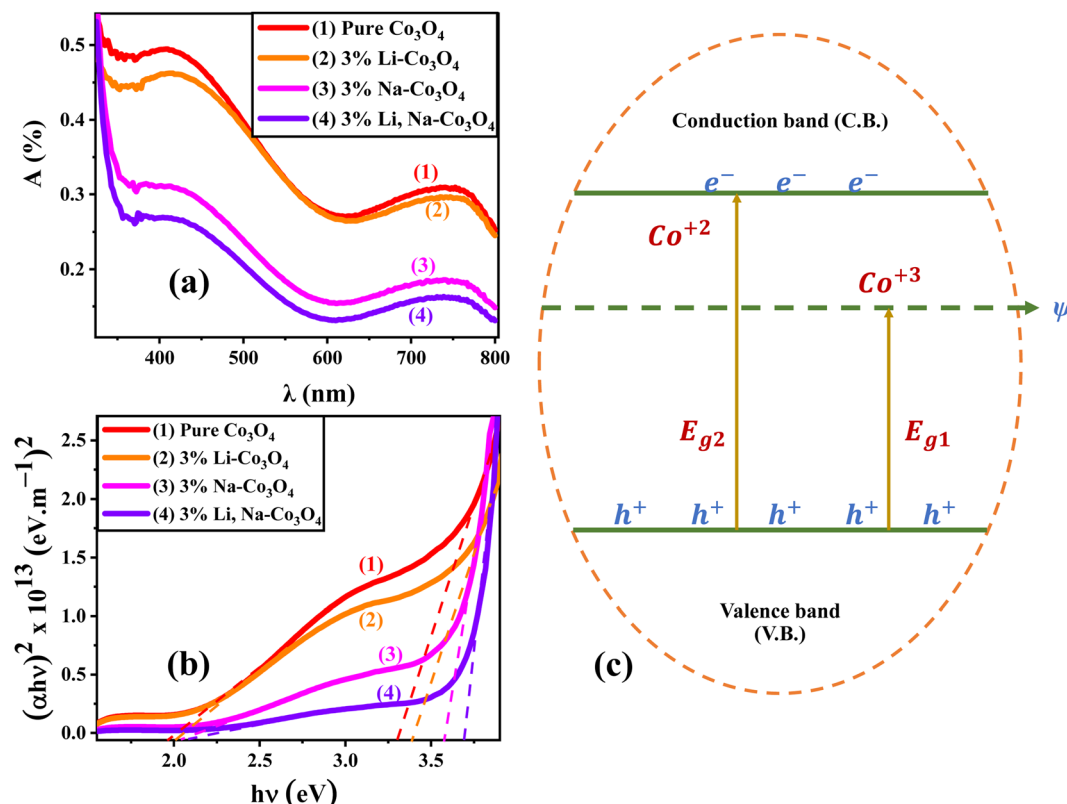 (1) Pure Co₃O₄
(2) 3% Li-Co₃O₄
(3) 3% Na-Co₃O₄
(4) 3% Li, Na-Co₃O₄
0.5
0.4
0.3
0.2
A (%)
(1)
(2)
(3)
(4)
(a)
400
500
600
700
800
λ (nm)
(1) Pure Co₃O₄
(2) 3% Li-Co₃O₄
(3) 3% Na-Co₃O₄
(4) 3% Li, Na-Co₃O₄
2.5
2.0
1.5
1.0
0.5
0.0
(αhν)² x 10¹³ (eV.m⁻¹)²
(1)
(2)
(3)
(4)
(b)
2.0
2.5
3.0
3.5
hν (eV)
Conduction band (C.B.)
e⁻ e⁻ e⁻
Co⁺²
Co⁺³
ψ
E_g2
E_g1
h⁺ h⁺ h⁺ h⁺ h⁺
Valence band
(V.B.)
(c)